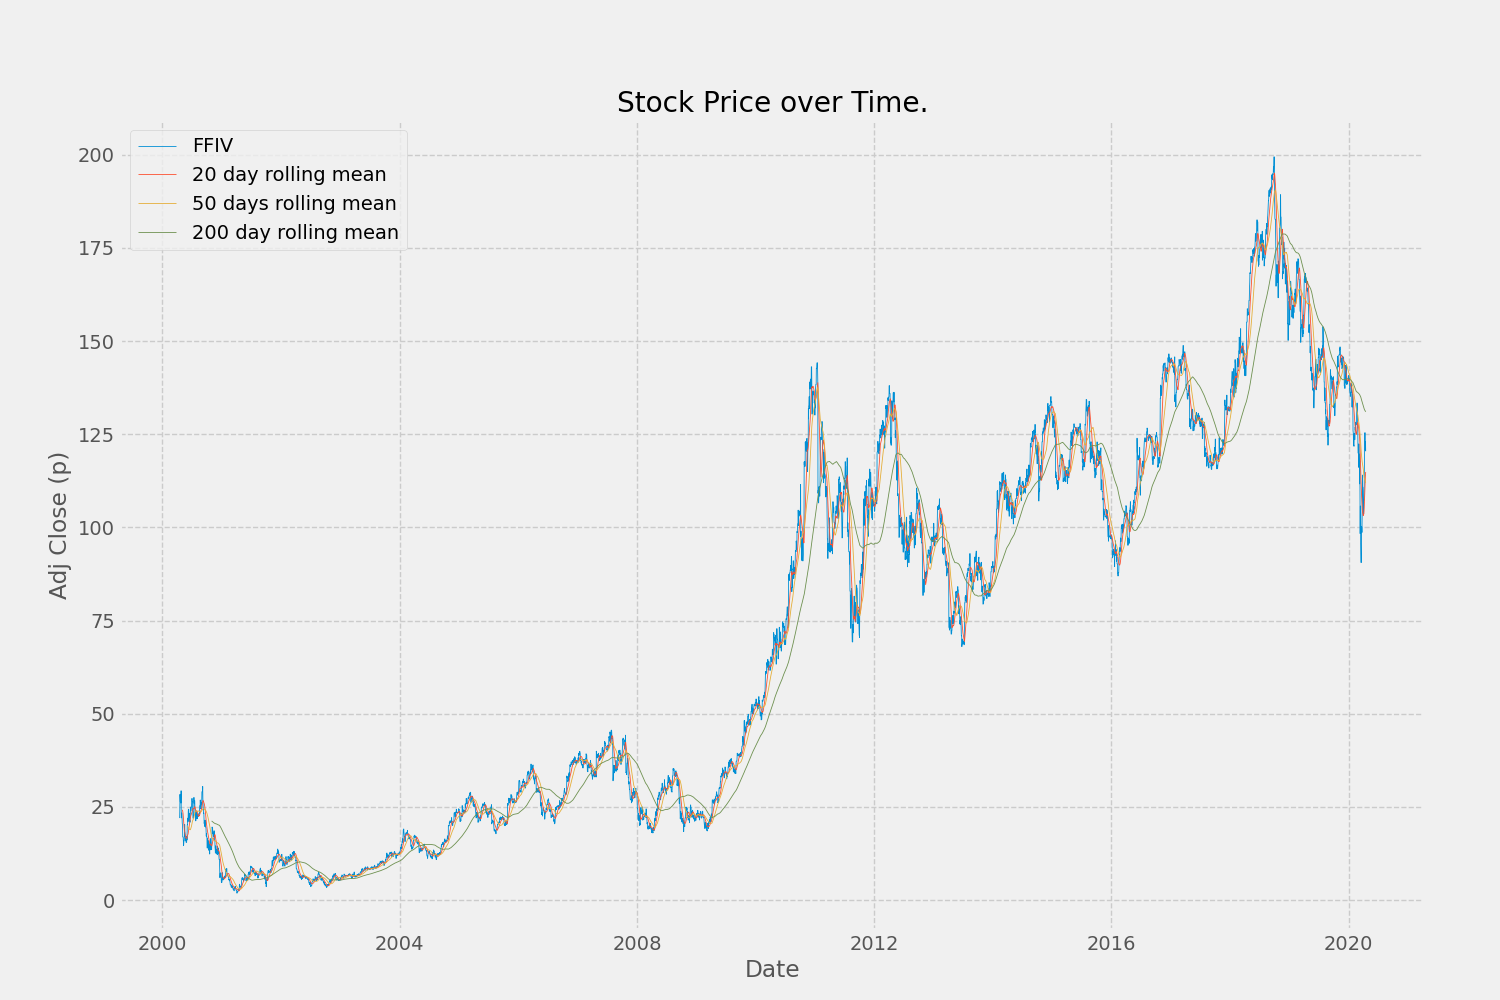 Stock Price over Time.
FFIV
20 day rolling mean
50 days rolling mean
200 day rolling mean
200
175
150
125
100
75
50
25
0
Adj Close (p)
2000 2004 2008 2012 2016 2020
Date